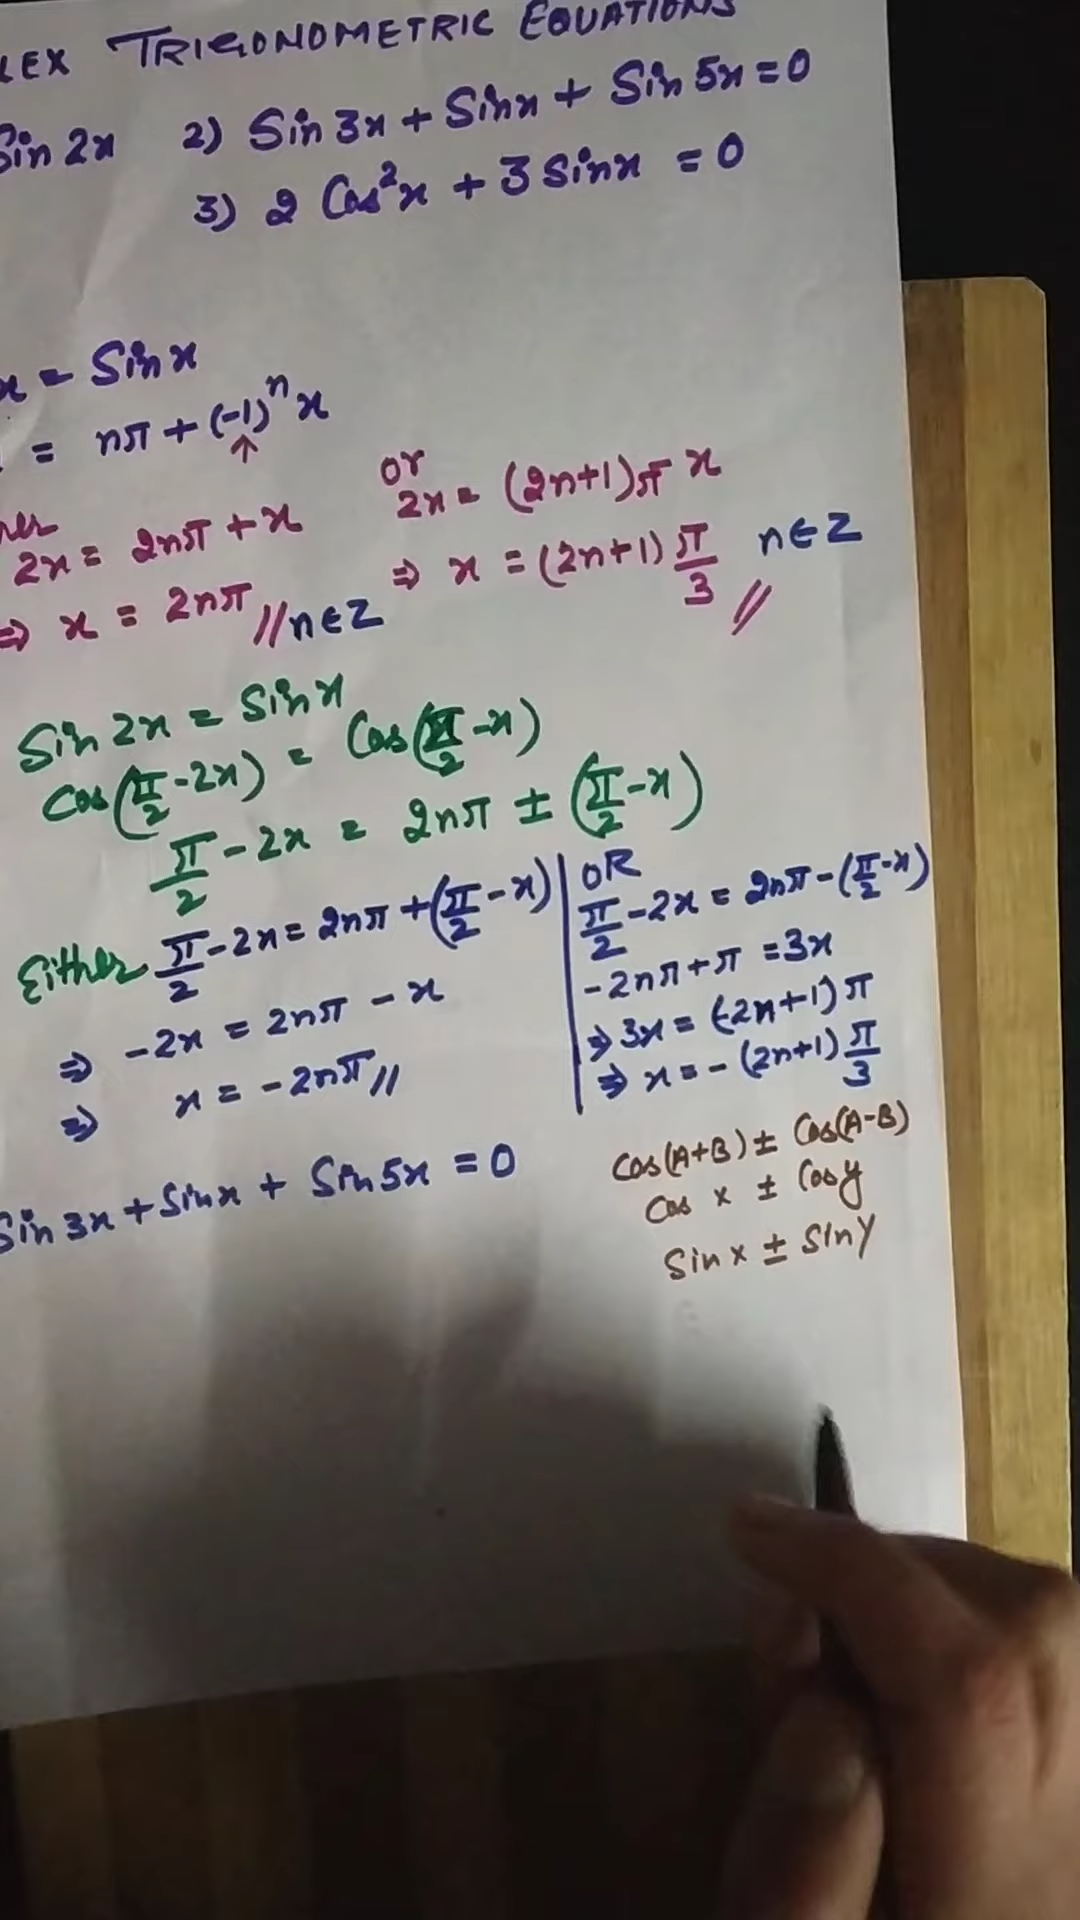 LEX TRIGONOMETRIC EQUATIONS
Sin 2x 2) Sin 3x + Sinx + Sin 5x = 0
3) 2 Cos²x + 3 Sinx = 0
x = Sin x
= nπ + (-1)ⁿ x
↑
2x = 2nπ + x
or
2x = (2n+1)π x
⇒ x = 2nπ // n∈Z
⇒ x = (2n+1) π/3 // n∈Z
Sin 2x = Sin x
Cos(π/2 - 2x) = Cos(π/2 - x)
π/2 - 2x = 2nπ ± (π/2 - x)
Either π/2 - 2x = 2nπ + (π/2 - x)
⇒ -2x = 2nπ - x
⇒ x = -2nπ //
OR
π/2 - 2x = 2nπ - (π/2 - x)
-2nπ + π = 3x
⇒ 3x = (-2n+1) π
⇒ x = - (2n+1) π/3
Sin 3x + Sinx + Sin 5x = 0
Cos(A+B) ± Cos(A-B)
Cos x ± Cos y
Sin x ± Sin y